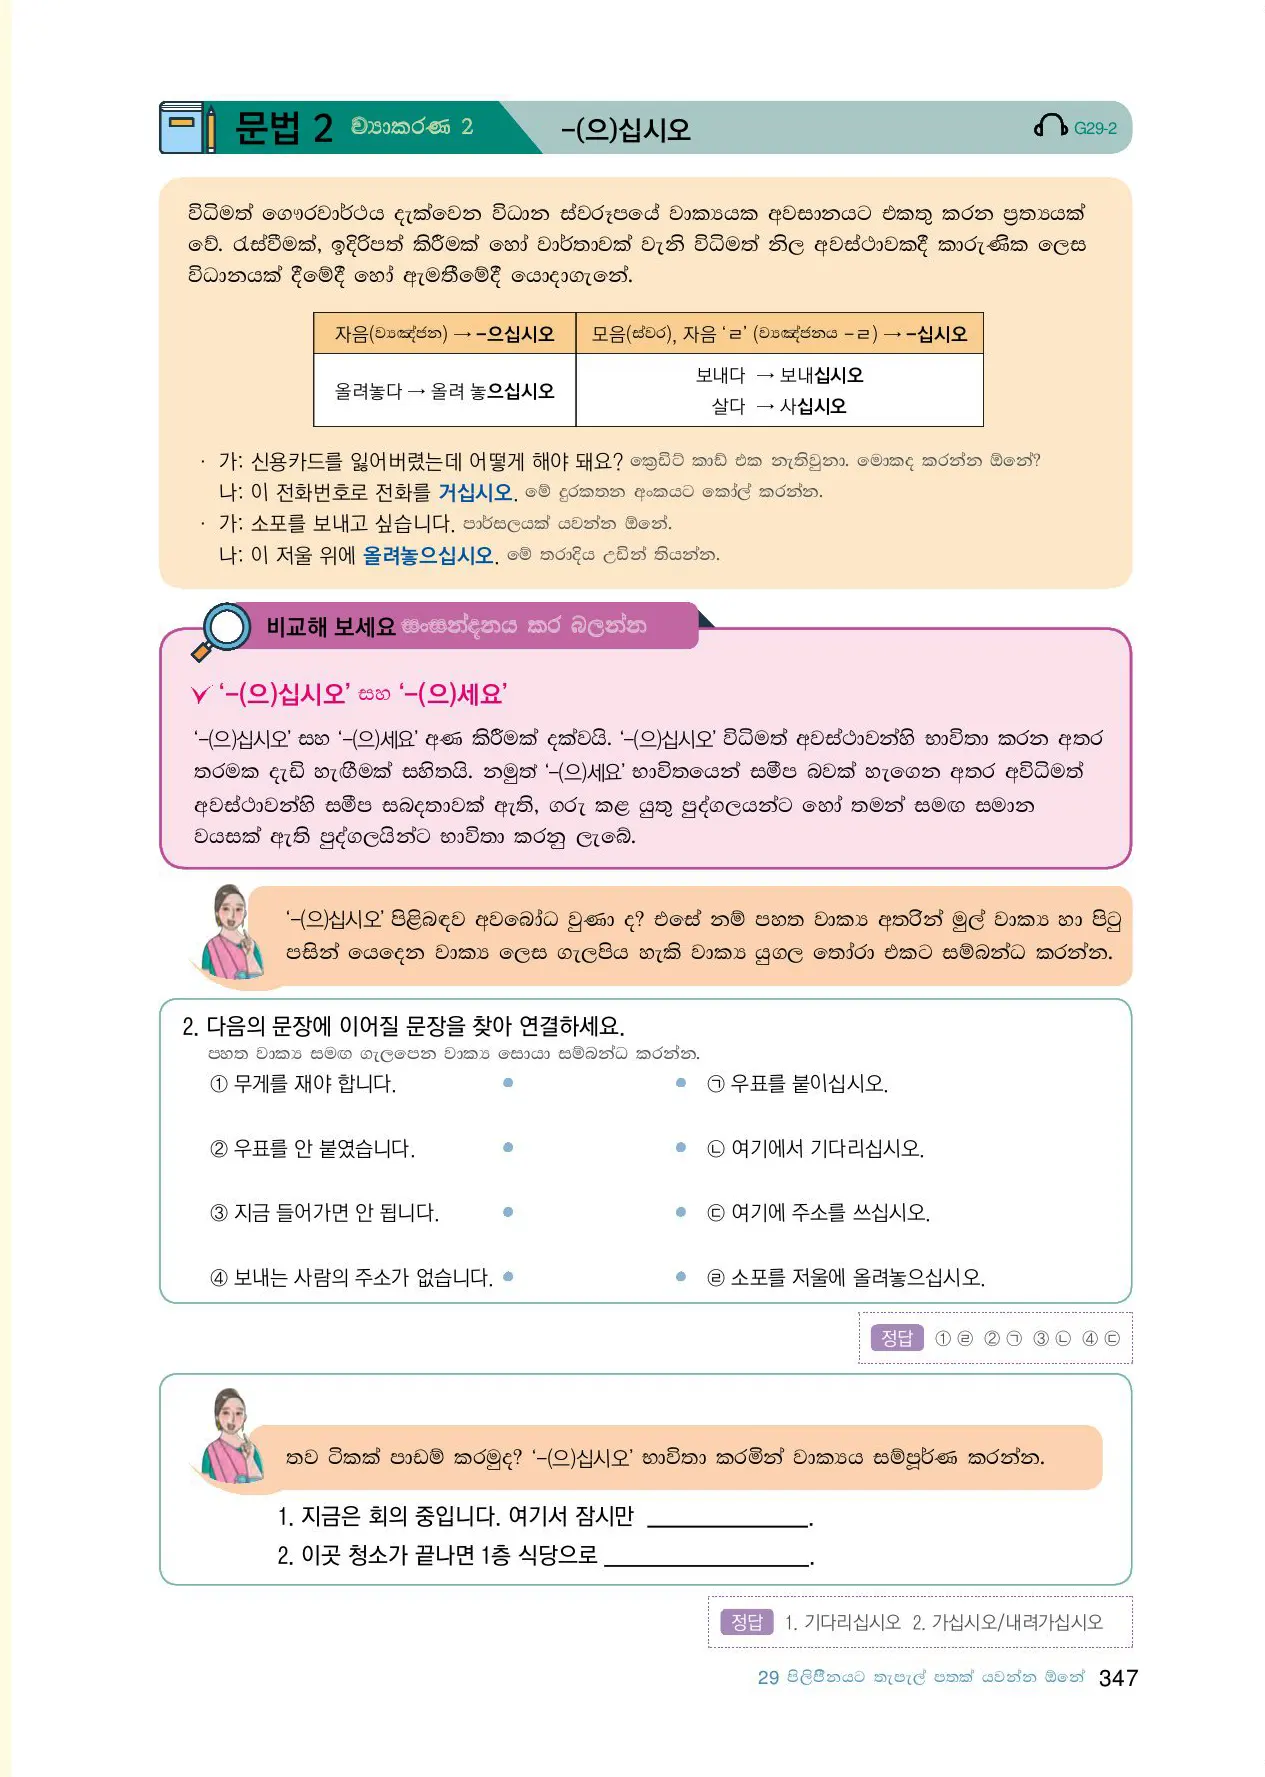 문법 2 ව්‍යාකරණ 2 -(으)십시오 G29-2
විධිමත් ගෞරවාර්ථය දැක්වෙන විධාන ස්වරූපයේ වාක්‍යයක අවසානයට එකතු කරන ප්‍රත්‍යයක්
වේ. රැස්වීමක්, ඉදිරිපත් කිරීමක් හෝ වාර්තාවක් වැනි විධිමත් නිල අවස්ථාවකදී කාරුණික ලෙස
විධානයක් දීමේදී හෝ ඇමතීමේදී යොදාගැනේ.
자음(ව්‍යඤ්ජන) → -으십시오 모음(ස්වර), 자음 ‘ㄹ’ (ව්‍යඤ්ජනය -ㄹ) → -십시오
올려놓다 → 올려 놓으십시오 보내다 → 보내십시오
살다 → 사십시오
· 가: 신용카드를 잃어버렸는데 어떻게 해야 돼요? ක්‍රෙඩිට් කාඩ් එක නැතිවුනා. මොකද කරන්න ඕනේ?
나: 이 전화번호로 전화를 거십시오. මේ දුරකතන අංකයට කෝල් කරන්න.
· 가: 소포를 보내고 싶습니다. පාර්සලයක් යවන්න ඕනේ.
나: 이 저울 위에 올려놓으십시오. මේ තරාදිය උඩින් තියන්න.
비교해 보세요 සංසන්දනය කර බලන්න
‘-(으)십시오’ සහ ‘-(으)세요’
‘-(으)십시오’ සහ ‘-(으)세요’ අණ කිරීමක් දක්වයි. ‘-(으)십시오’ විධිමත් අවස්ථාවන්හි භාවිතා කරන අතර
තරමක දැඩි හැඟීමක් සහිතයි. නමුත් ‘-(으)세요’ භාවිතයෙන් සමීප බවක් හැගෙන අතර අවිධිමත්
අවස්ථාවන්හි සමීප සබදතාවක් ඇති, ගරු කළ යුතු පුද්ගලයන්ට හෝ තමන් සමඟ සමාන
වයසක් ඇති පුද්ගලයින්ට භාවිතා කරනු ලැබේ.
‘-(으)십시오’ පිළිබඳව අවබෝධ වුණා ද? එසේ නම් පහත වාක්‍ය අතරින් මුල් වාක්‍ය හා පිටු
පසින් යෙදෙන වාක්‍ය ලෙස ගැලපිය හැකි වාක්‍ය යුගල තෝරා එකට සම්බන්ධ කරන්න.
2. 다음의 문장에 이어질 문장을 찾아 연결하세요.
පහත වාක්‍ය සමඟ ගැලපෙන වාක්‍ය සොයා සම්බන්ධ කරන්න.
① 무게를 재야 합니다. • • ㉠ 우표를 붙이십시오.
② 우표를 안 붙였습니다. • • ㉡ 여기에서 기다리십시오.
③ 지금 들어가면 안 됩니다. • • ㉢ 여기에 주소를 쓰십시오.
④ 보내는 사람의 주소가 없습니다. • • ㉣ 소포를 저울에 올려놓으십시오.
정답 ① ㉣ ② ㉠ ③ ㉡ ④ ㉢
තව ටිකක් පාඩම් කරමුද? ‘-(으)십시오’ භාවිතා කරමින් වාක්‍යය සම්පූර්ණ කරන්න.
1. 지금은 회의 중입니다. 여기서 잠시만 ______________.
2. 이곳 청소가 끝나면 1층 식당으로 __________________.
정답 1. 기다리십시오 2. 가십시오/내려가십시오
29 පිලිපීනයට තැපැල් පතක් යවන්න ඕනේ 347